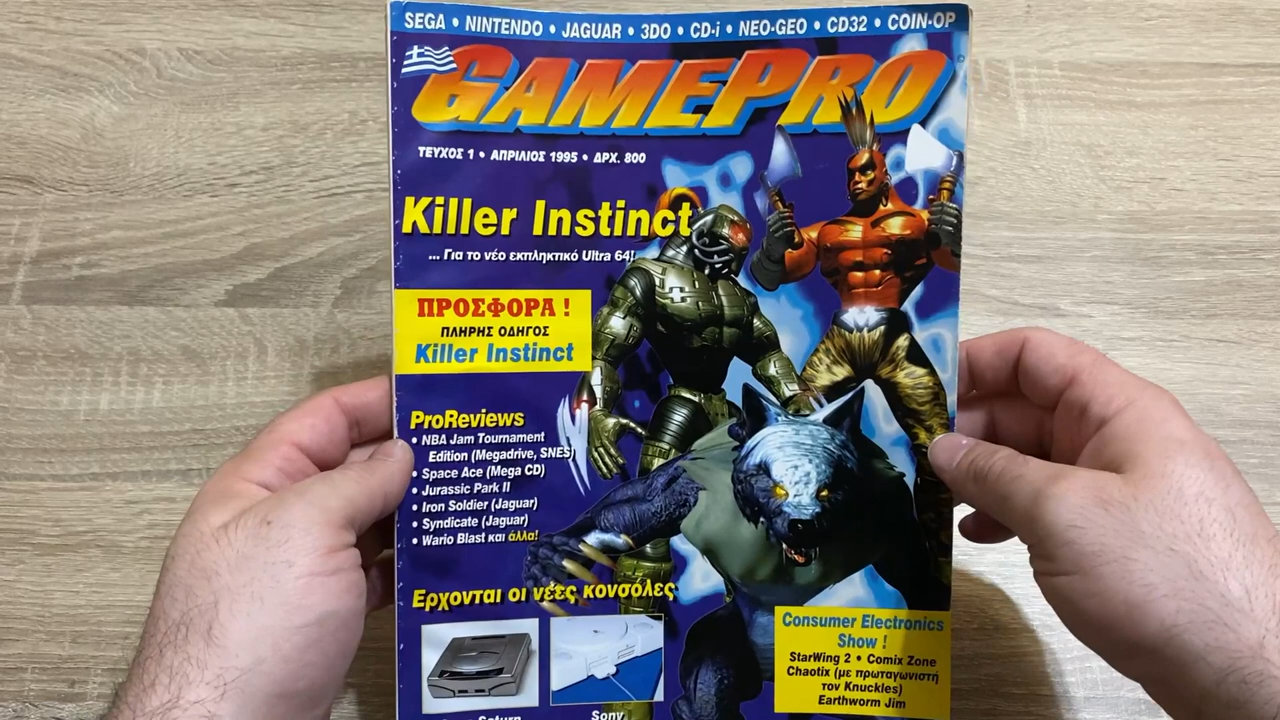 SEGA • NINTENDO • JAGUAR • 3DO • CD-i • NEO-GEO • CD32 • COIN-OP
GAMEPRO
ΤΕΥΧΟΣ 1 • ΑΠΡΙΛΙΟΣ 1995 • ΔΡΧ. 800
Killer Instinct
... Για το νέο εκπληκτικό Ultra 64!
ΠΡΟΣΦΟΡΑ !
ΠΛΗΡΗΣ ΟΔΗΓΟΣ
Killer Instinct
ProReviews
• NBA Jam Tournament
Edition (Megadrive, SNES)
• Space Ace (Mega CD)
• Jurassic Park II
• Iron Soldier (Jaguar)
• Syndicate (Jaguar)
• Wario Blast και άλλα!
Ερχονται οι νέες κονσόλες
Saturn
Sony
Consumer Electronics
Show !
StarWing 2 • Comix Zone
Chaotix (με πρωταγωνιστή
τον Knuckles)
Earthworm Jim